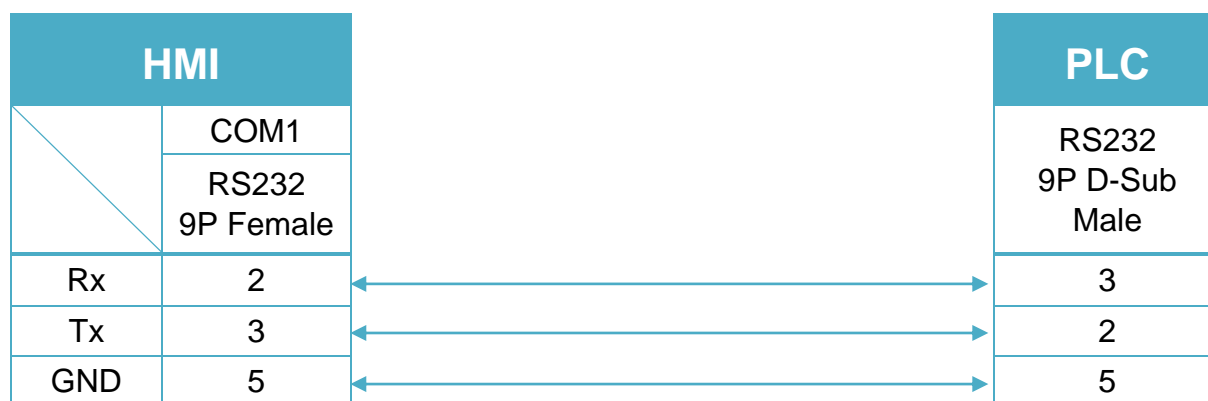 HMI
PLC
COM1
RS232
9P Female
RS232
9P D-Sub
Male
Rx 2 3
Tx 3 2
GND 5 5